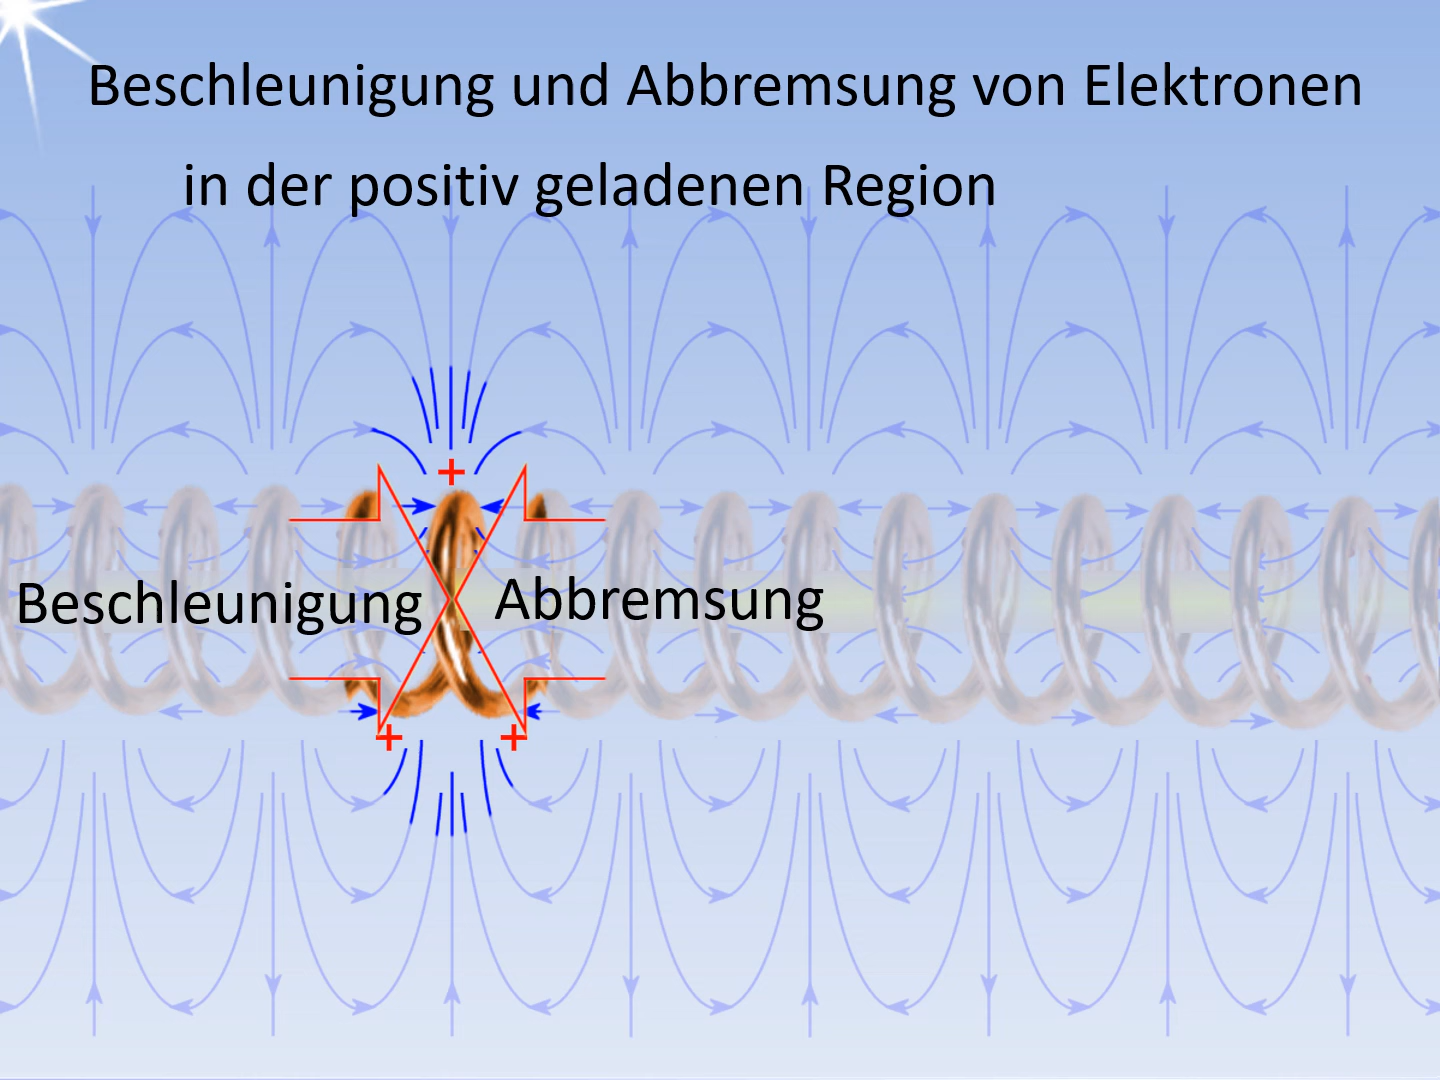 Beschleunigung und Abbremsung von Elektronen
in der positiv geladenen Region
+
Beschleunigung Abbremsung
+ +